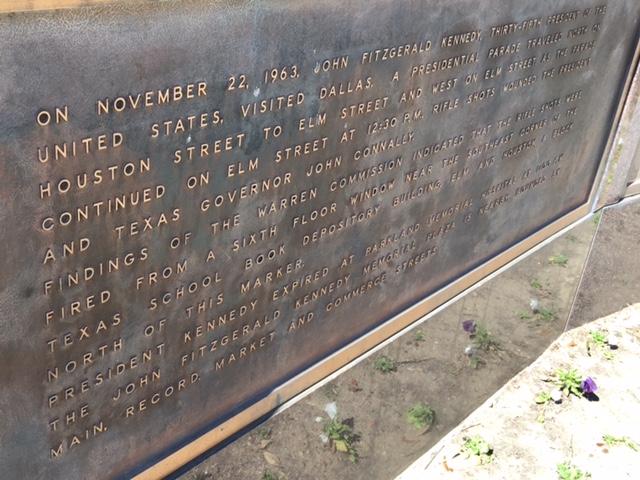 ON NOVEMBER 22, 1963, JOHN FITZGERALD KENNEDY, THIRTY-FIFTH PRESIDENT OF THE
UNITED STATES, VISITED DALLAS. A PRESIDENTIAL PARADE TRAVELED NORTH ON
HOUSTON STREET TO ELM STREET AND WEST ON ELM STREET. AS THE PARADE
CONTINUED ON ELM STREET AT 12:30 P.M. RIFLE SHOTS WOUNDED THE PRESIDENT
AND TEXAS GOVERNOR JOHN CONNALLY.
FINDINGS OF THE WARREN COMMISSION INDICATED THAT THE RIFLE SHOTS WERE
FIRED FROM A SIXTH FLOOR WINDOW NEAR THE SOUTHEAST CORNER OF THE
TEXAS SCHOOL BOOK DEPOSITORY BUILDING, ELM AND HOUSTON, A BLOCK
NORTH OF THIS MARKER.
PRESIDENT KENNEDY EXPIRED AT PARKLAND MEMORIAL HOSPITAL AT
THE JOHN FITZGERALD KENNEDY MEMORIAL PLAZA IS NEARBY,
MAIN, RECORD, MARKET AND COMMERCE STREETS.